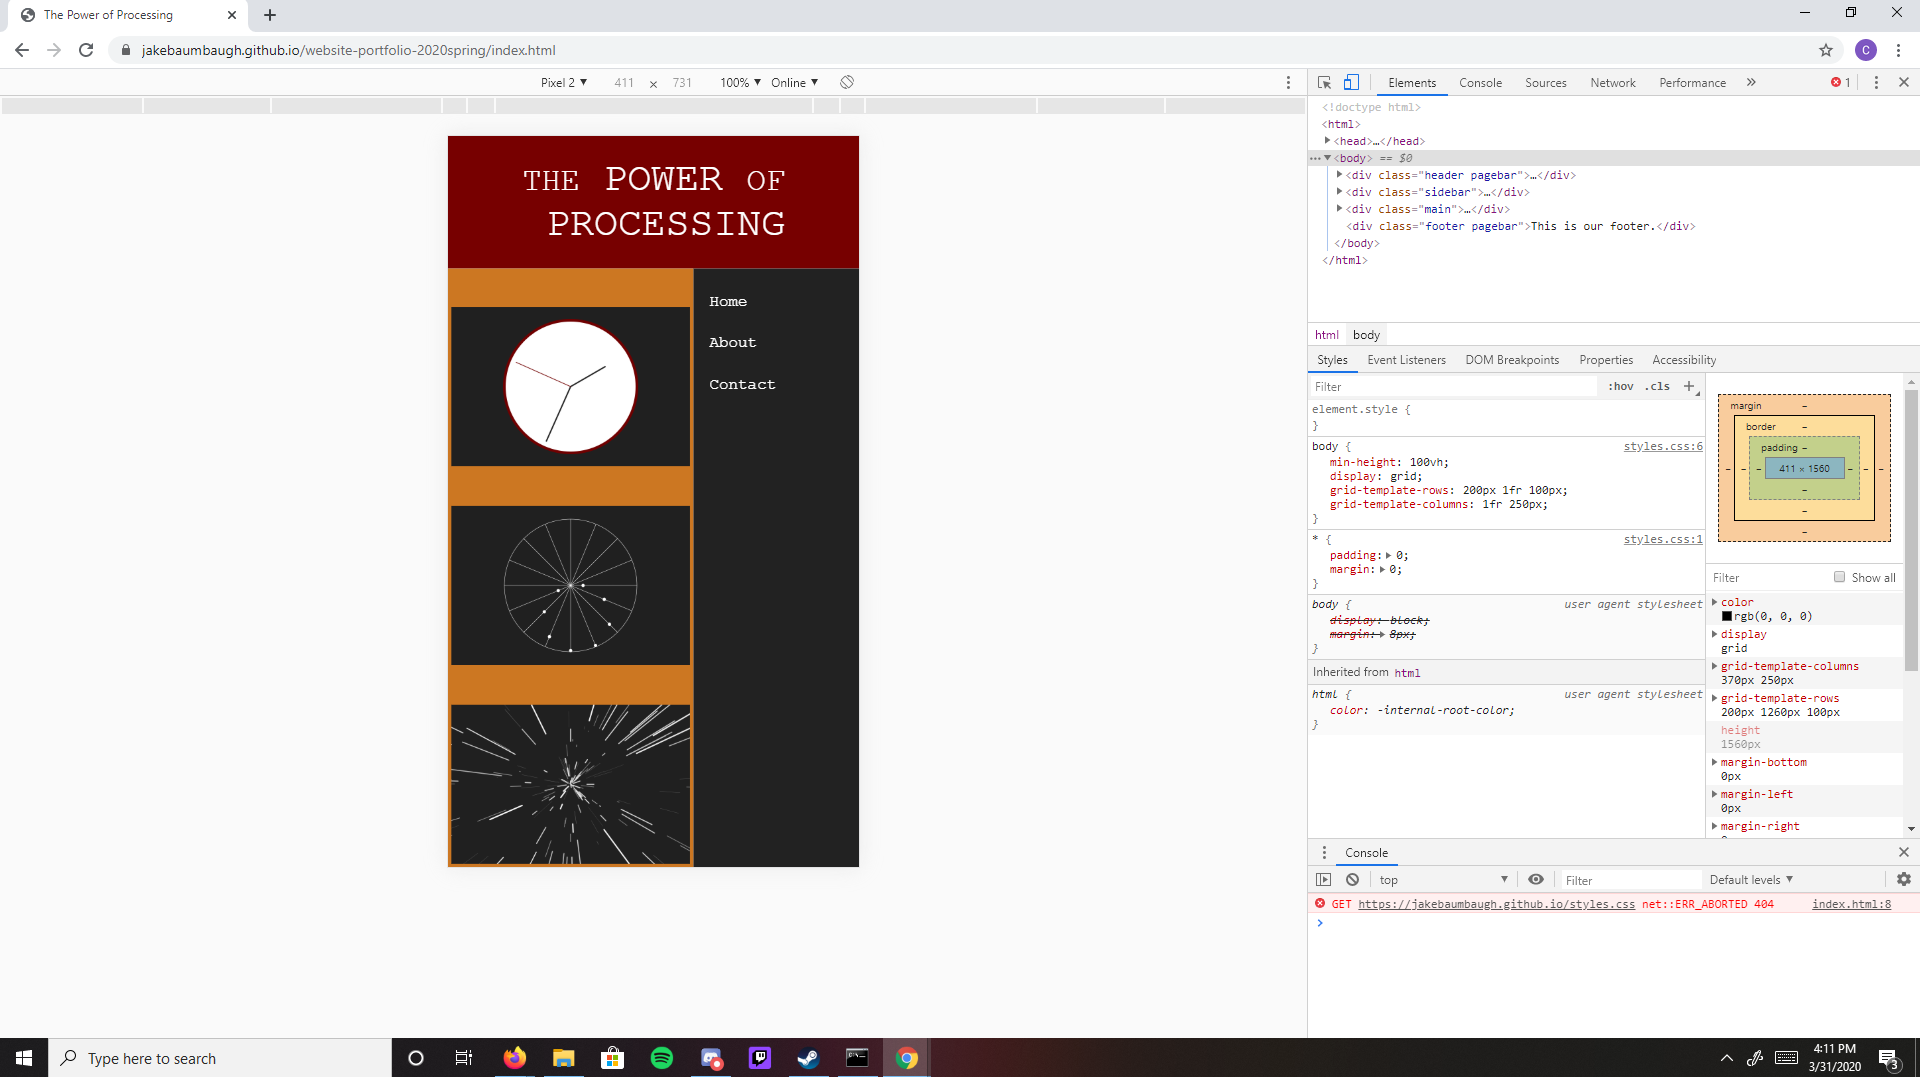 The Power of Processing
jakebaumbaugh.github.io/website-portfolio-2020spring/index.html
C
Pixel 2 ▼ 411 × 731 100% ▼ Online ▼
THE POWER OF
PROCESSING
Home
About
Contact
Elements Console Sources Network Performance » 1
<!doctype html>
<html>
<head>…</head>
<body> == $0
<div class="header pagebar">…</div>
<div class="sidebar">…</div>
<div class="main">…</div>
<div class="footer pagebar">This is our footer.</div>
</body>
</html>
html body
Styles Event Listeners DOM Breakpoints Properties Accessibility
Filter :hov .cls +
element.style {
}
body { styles.css:6
min-height: 100vh;
display: grid;
grid-template-rows: 200px 1fr 100px;
grid-template-columns: 1fr 250px;
}
* { styles.css:1
padding: 0;
margin: 0;
}
body { user agent stylesheet
display: block;
margin: 8px;
}
Inherited from html
html { user agent stylesheet
color: -internal-root-color;
}
margin –
border –
padding –
– – – 411 × 1560 – – –
–
–
–
Filter Show all
color
rgb(0, 0, 0)
display
grid
grid-template-columns
370px 250px
grid-template-rows
200px 1260px 100px
height
1560px
margin-bottom
0px
margin-left
0px
margin-right
Console
top ▼ Filter Default levels ▼
GET https://jakebaumbaugh.github.io/styles.css net::ERR_ABORTED 404 index.html:8
>
Type here to search
4:11 PM
3/31/2020
3